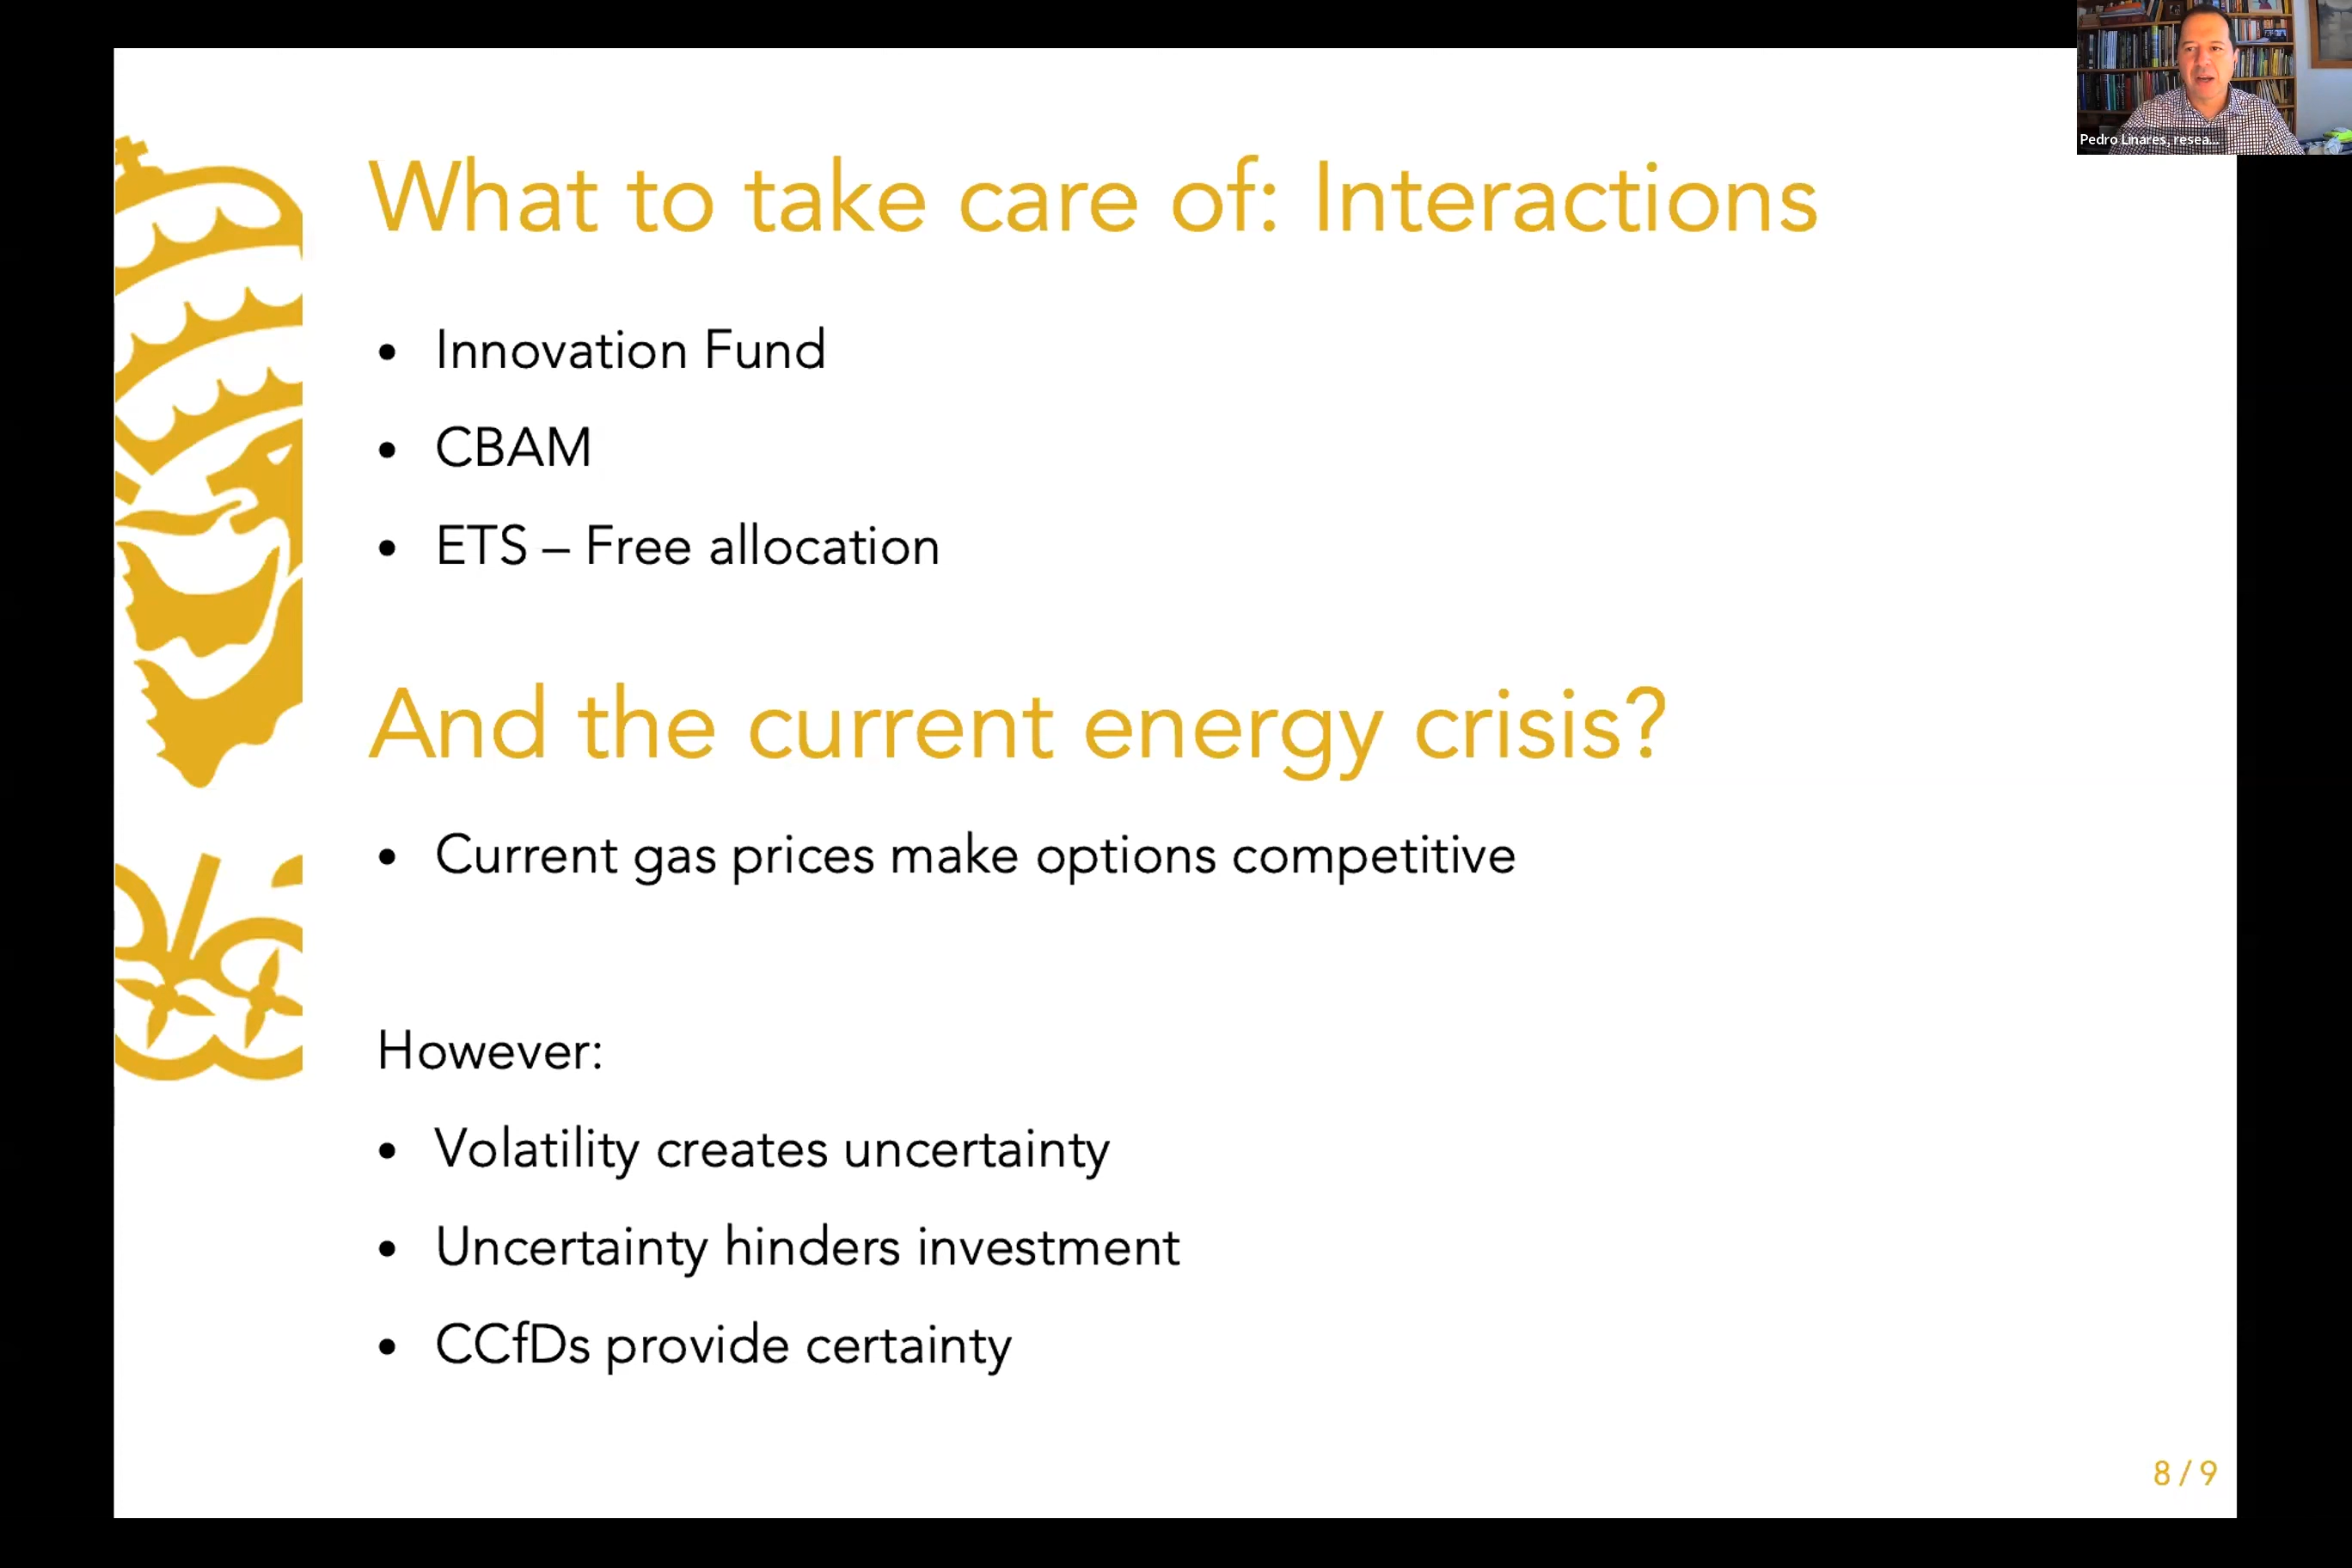 Pedro Linares, resea...
What to take care of: Interactions
• Innovation Fund
• CBAM
• ETS – Free allocation
And the current energy crisis?
• Current gas prices make options competitive
However:
• Volatility creates uncertainty
• Uncertainty hinders investment
• CCfDs provide certainty
8 / 9